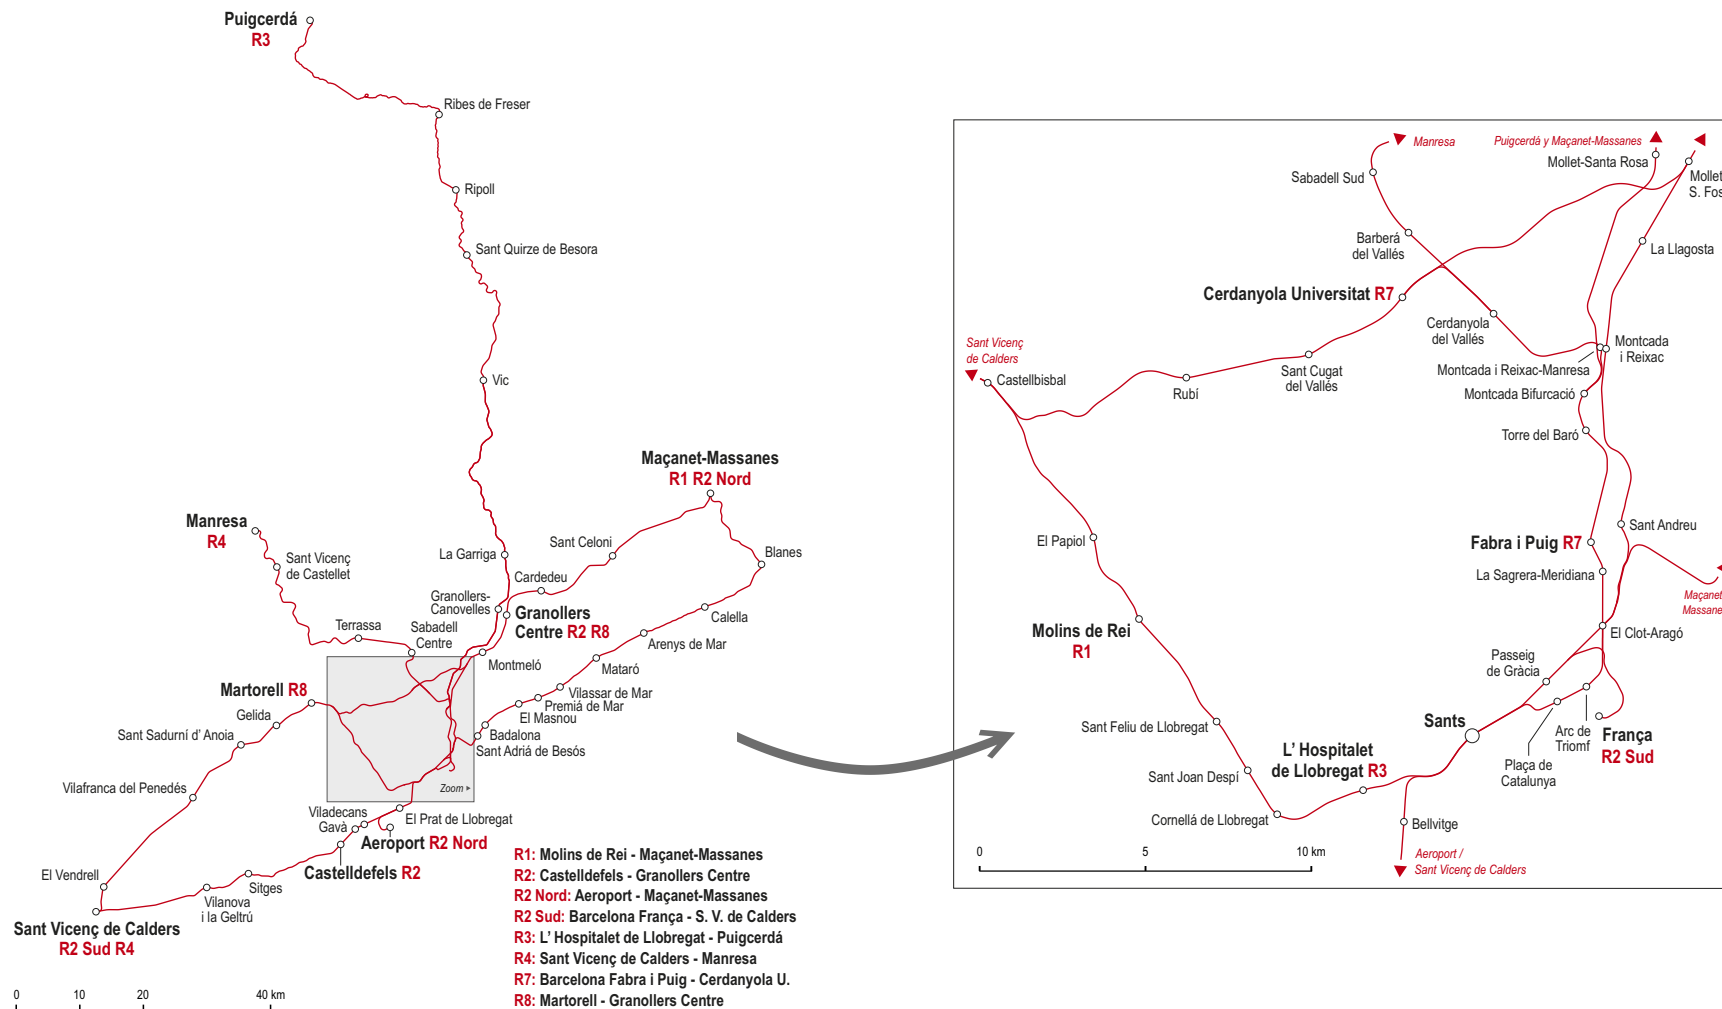 Puigcerdá
R3
Ribes de Freser
Ripoll
Sant Quirze de Besora
Vic
Maçanet-Massanes
R1 R2 Nord
Manresa
R4
Sant Vicenç
de Castellet
La Garriga
Sant Celoni
Blanes
Cardedeu
Granollers-
Canovelles
Granollers
Centre R2 R8
Calella
Terrassa
Sabadell
Centre
Arenys de Mar
Montmeló
Mataró
Martorell R8
Vilassar de Mar
Premiá de Mar
El Masnou
Gelida
Badalona
Sant Sadurní d' Anoia
Sant Adriá de Besós
Vilafranca del Penedés
Zoom
Viladecans
El Prat de Llobregat
Gavà
Aeroport R2 Nord
Castelldefels R2
El Vendrell
Sitges
Vilanova
i la Geltrú
Sant Vicenç de Calders
R2 Sud R4
0 10 20 40 km
R1: Molins de Rei - Maçanet-Massanes
R2: Castelldefels - Granollers Centre
R2 Nord: Aeroport - Maçanet-Massanes
R2 Sud: Barcelona França - S. V. de Calders
R3: L' Hospitalet de Llobregat - Puigcerdá
R4: Sant Vicenç de Calders - Manresa
R7: Barcelona Fabra i Puig - Cerdanyola U.
R8: Martorell - Granollers Centre
Manresa
Puigcerdá y Maçanet-Massanes
Mollet-Santa Rosa
Sabadell Sud
Mollet
S. Fos
Barberá
del Vallés
La Llagosta
Cerdanyola Universitat R7
Cerdanyola
del Vallés
Montcada
i Reixac
Sant Vicenç
de Calders
Castellbisbal
Rubí
Sant Cugat
del Vallés
Montcada i Reixac-Manresa
Montcada Bifurcació
Torre del Baró
El Papiol
Sant Andreu
Fabra i Puig R7
La Sagrera-Meridiana
Maçanet
Massane
Molins de Rei
R1
El Clot-Aragó
Passeig
de Gràcia
Sant Feliu de Llobregat
Sants
Arc de
Triomf
França
R2 Sud
Plaça de
Catalunya
L' Hospitalet
de Llobregat R3
Sant Joan Despí
Cornellá de Llobregat
Bellvitge
Aeroport /
Sant Vicenç de Calders
0 5 10 km